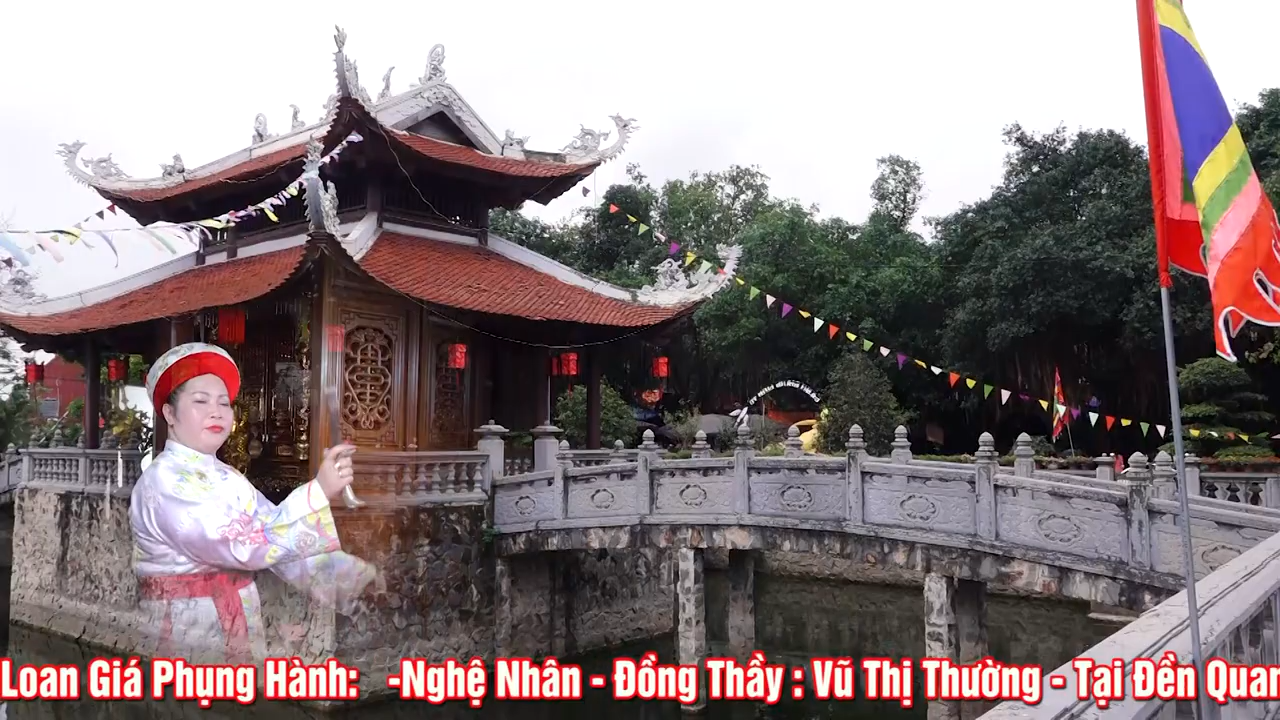 Loan Giá Phụng Hành: -Nghệ Nhân - Đồng Thầy : Vũ Thị Thường - Tại Đền Quan